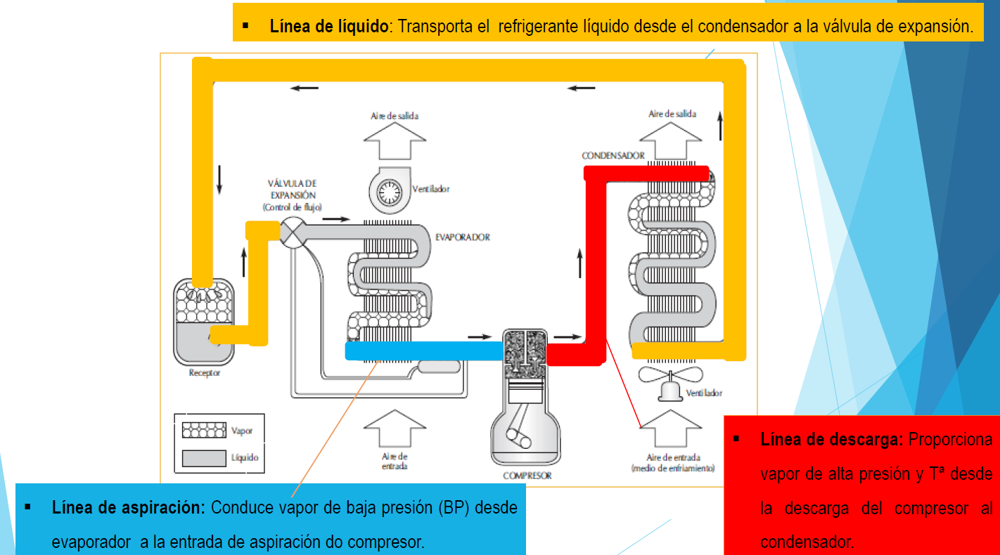 ▪ Línea de líquido: Transporta el refrigerante líquido desde el condensador a la válvula de expansión.
Aire de salida
Aire de salida
CONDENSADOR
VÁLVULA DE
EXPANSIÓN
(Control de flujo)
Ventilador
EVAPORADOR
Receptor
Ventilador
Vapor
Líquido
Aire de
entrada
COMPRESOR
Aire de entrada
(medio de enfriamiento)
▪ Línea de descarga: Proporciona
vapor de alta presión y Tª desde
la descarga del compresor al
condensador.
▪ Línea de aspiración: Conduce vapor de baja presión (BP) desde
evaporador a la entrada de aspiración do compresor.